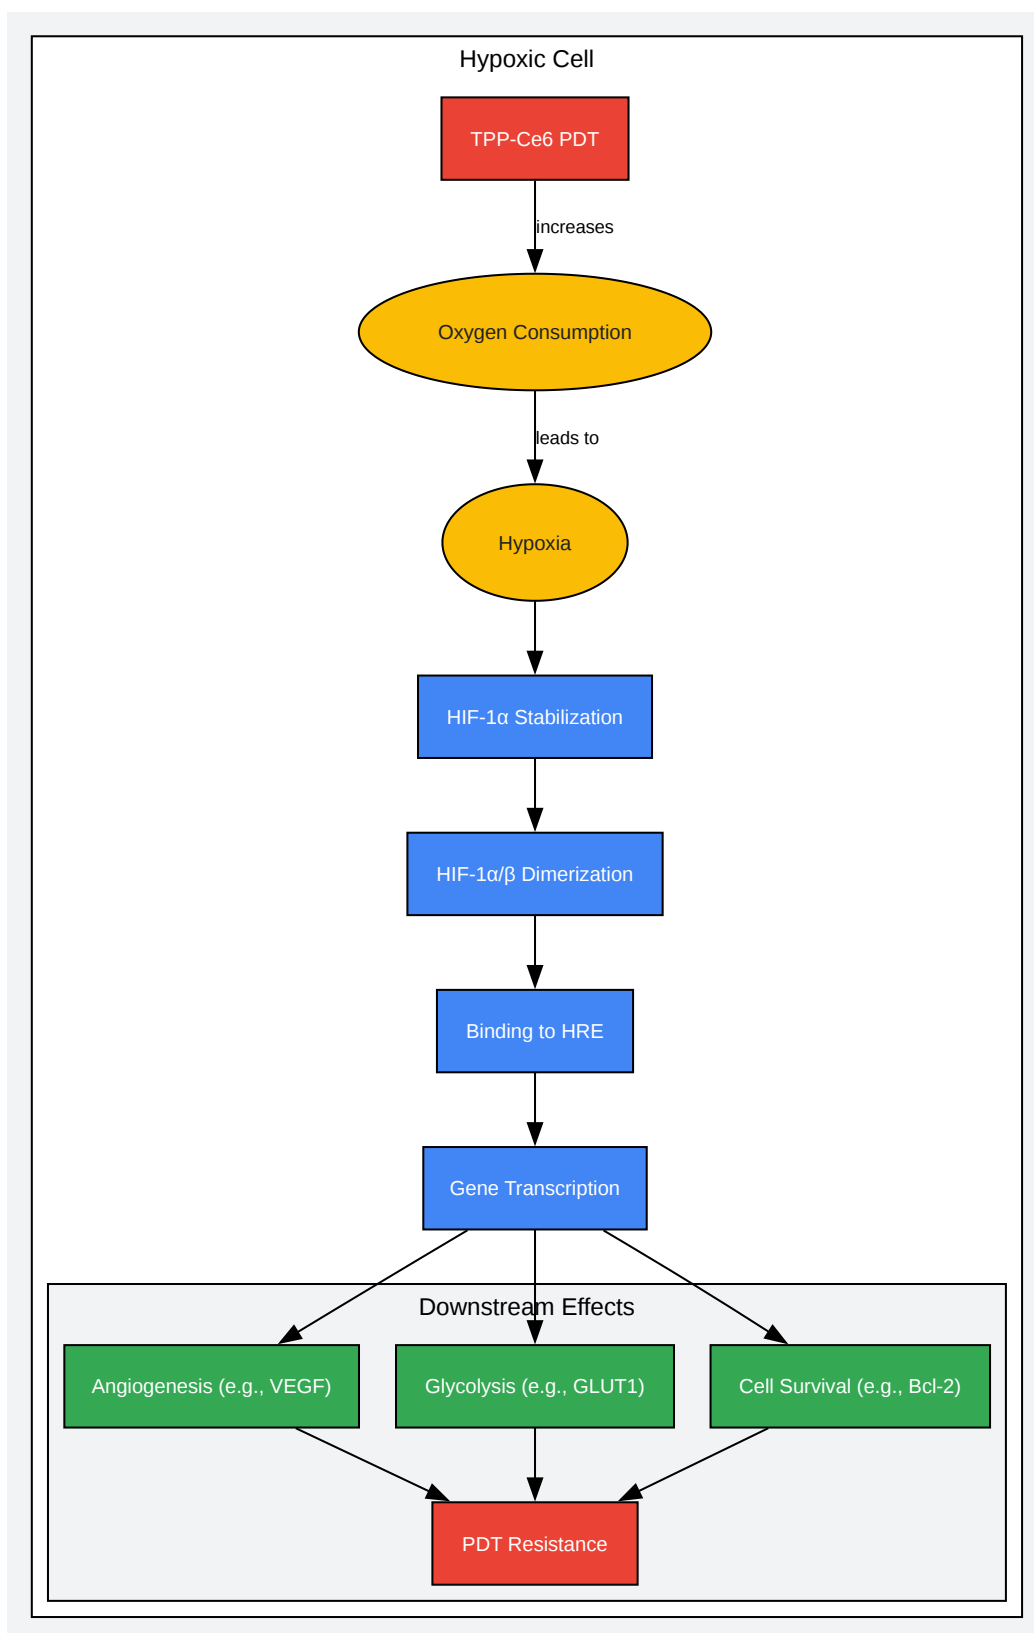 Hypoxic Cell
TPP-Ce6 PDT
increases
Oxygen Consumption
leads to
Hypoxia
HIF-1α Stabilization
HIF-1α/β Dimerization
Binding to HRE
Gene Transcription
Downstream Effects
Angiogenesis (e.g., VEGF)
Glycolysis (e.g., GLUT1)
Cell Survival (e.g., Bcl-2)
PDT Resistance